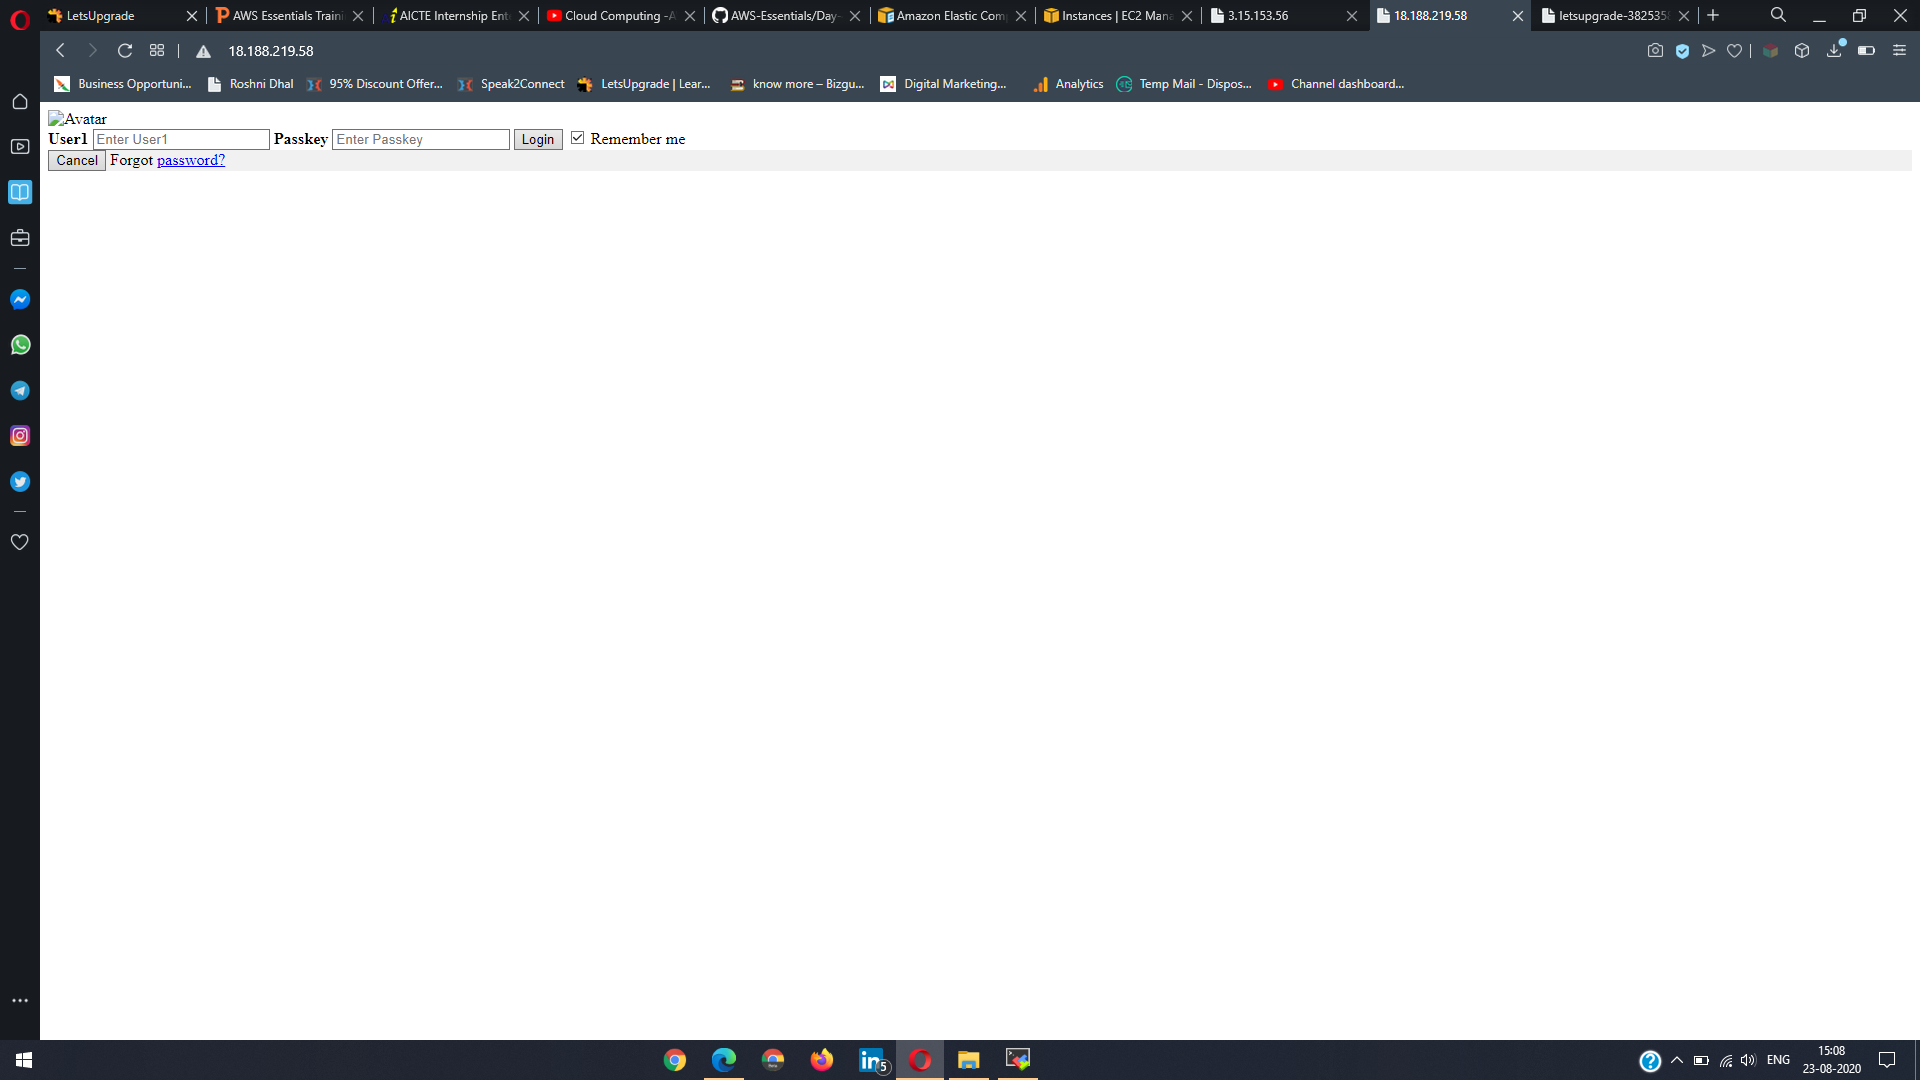 LetsUpgrade
AWS Essentials Traini
AICTE Internship Ent
Cloud Computing -A
AWS-Essentials/Day-
Amazon Elastic Com
Instances | EC2 Mana
3.15.153.56
18.188.219.58
letsupgrade-382535
18.188.219.58
Business Opportuni...
Roshni Dhal
95% Discount Offer...
Speak2Connect
LetsUpgrade | Lear...
know more – Bizgu...
Digital Marketing...
Analytics
Temp Mail - Dispos...
Channel dashboard...
Avatar
User1 Enter User1 Passkey Enter Passkey Login Remember me
Cancel Forgot password?
in 5
ENG
15:08
23-08-2020